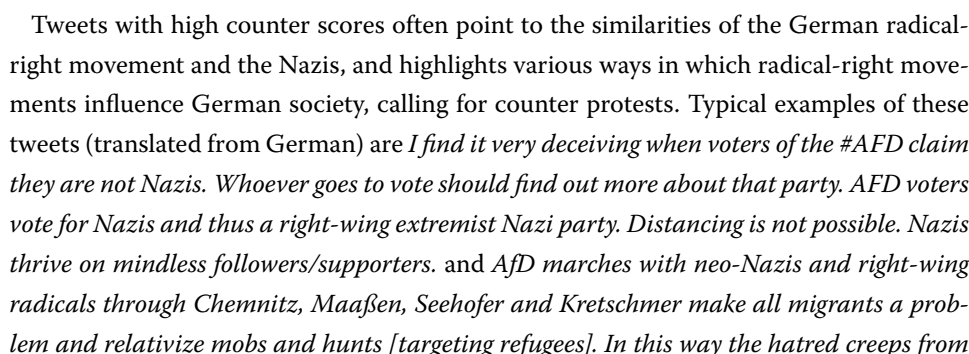 Tweets with high counter scores often point to the similarities of the German radical-
right movement and the Nazis, and highlights various ways in which radical-right move-
ments influence German society, calling for counter protests. Typical examples of these
tweets (translated from German) are I find it very deceiving when voters of the #AFD claim
they are not Nazis. Whoever goes to vote should find out more about that party. AFD voters
vote for Nazis and thus a right-wing extremist Nazi party. Distancing is not possible. Nazis
thrive on mindless followers/supporters. and AfD marches with neo-Nazis and right-wing
radicals through Chemnitz, Maaßen, Seehofer and Kretschmer make all migrants a prob-
lem and relativize mobs and hunts [targeting refugees]. In this way the hatred creeps from